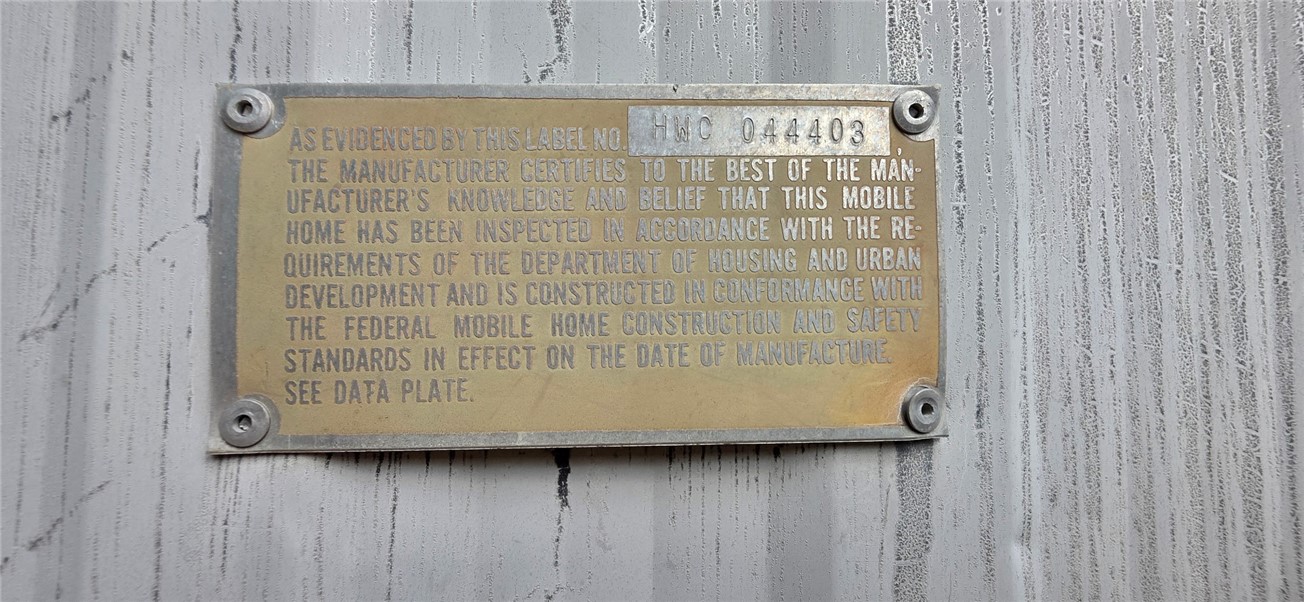 AS EVIDENCED BY THIS LABEL NO. HWC 044403,
THE MANUFACTURER CERTIFIES TO THE BEST OF THE MAN-
UFACTURER'S KNOWLEDGE AND BELIEF THAT THIS MOBILE
HOME HAS BEEN INSPECTED IN ACCORDANCE WITH THE RE-
QUIREMENTS OF THE DEPARTMENT OF HOUSING AND URBAN
DEVELOPMENT AND IS CONSTRUCTED IN CONFORMANCE WITH
THE FEDERAL MOBILE HOME CONSTRUCTION AND SAFETY
STANDARDS IN EFFECT ON THE DATE OF MANUFACTURE.
SEE DATA PLATE.